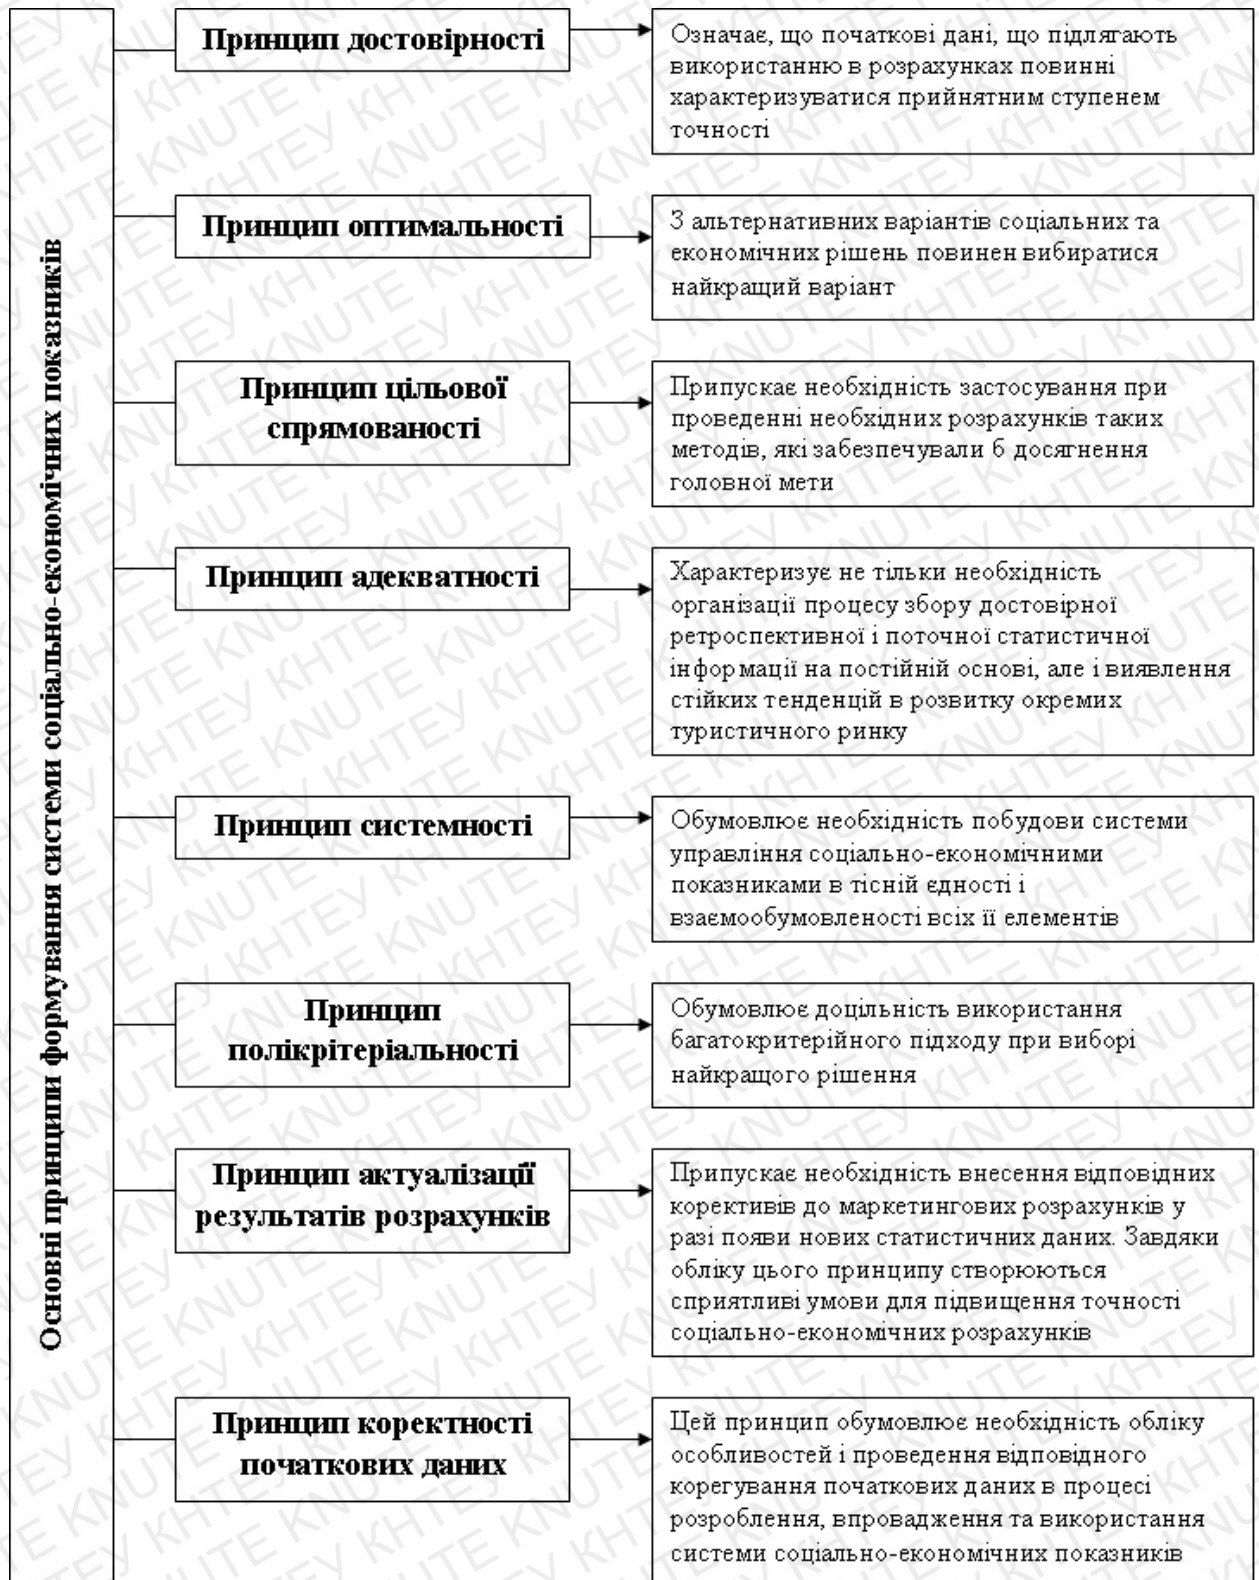 Основні принципи формування системи соціально-економічних показників
Принцип достовірності
Означає, що початкові дані, що підлягають
використанню в розрахунках повинні
характеризуватися прийнятним ступенем
точності
Принцип оптимальності
З альтернативних варіантів соціальних та
економічних рішень повинен вибиратися
найкращий варіант
Принцип цільової
спрямованості
Припускає необхідність застосування при
проведенні необхідних розрахунків таких
методів, які забезпечували б досягнення
головної мети
Принцип адекватності
Характеризує не тільки необхідність
організації процесу збору достовірної
ретроспективної і поточної статистичної
інформації на постійній основі, але і виявлення
стійких тенденцій в розвитку окремих
туристичного ринку
Принцип системності
Обумовлює необхідність побудови системи
управління соціально-економічними
показниками в тісній єдності і
взаємообумовленості всіх її елементів
Принцип
полікрітеріальності
Обумовлює доцільність використання
багатокритерійного підходу при виборі
найкращого рішення
Принцип актуалізації
результатів розрахунків
Припускає необхідність внесення відповідних
корективів до маркетингових розрахунків у
разі появи нових статистичних даних. Завдяки
обліку цього принципу створюються
сприятливі умови для підвищення точності
соціально-економічних розрахунків
Принцип коректності
початкових даних
Цей принцип обумовлює необхідність обліку
особливостей і проведення відповідного
корегування початкових даних в процесі
розроблення, впровадження та використання
системи соціально-економічних показників